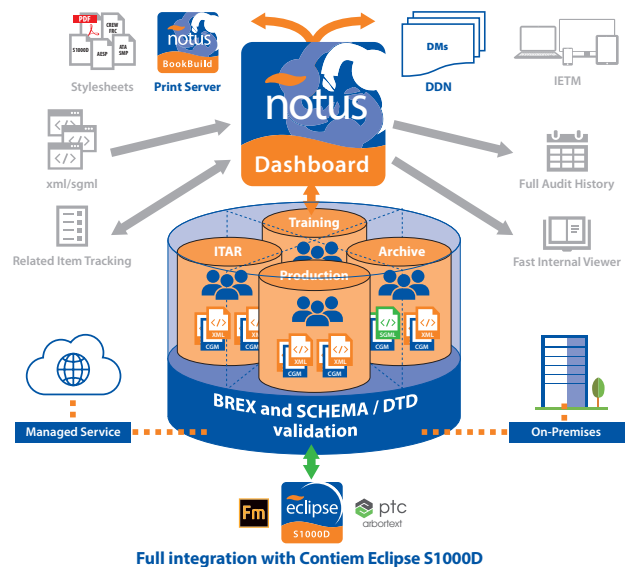 PDF
CREW
FRC
S1000D
AESP
ATA
SMP
Stylesheets
notus
BookBuild
Print Server
DMs
DDN
IETM
notus
Dashboard
</>
</>
</>
xml/sgml
Full Audit History
Related Item Tracking
Fast Internal Viewer
Training
ITAR
Archive
Production
</>
XML
CGM
</>
XML
CGM
</>
SGML
CGM
</>
XML
CGM
</>
XML
CGM
</>
XML
CGM
BREX and SCHEMA / DTD
validation
Managed Service
On-Premises
Fm
eclipse
S1000D
ptc
arbortext
Full integration with Contiem Eclipse S1000D